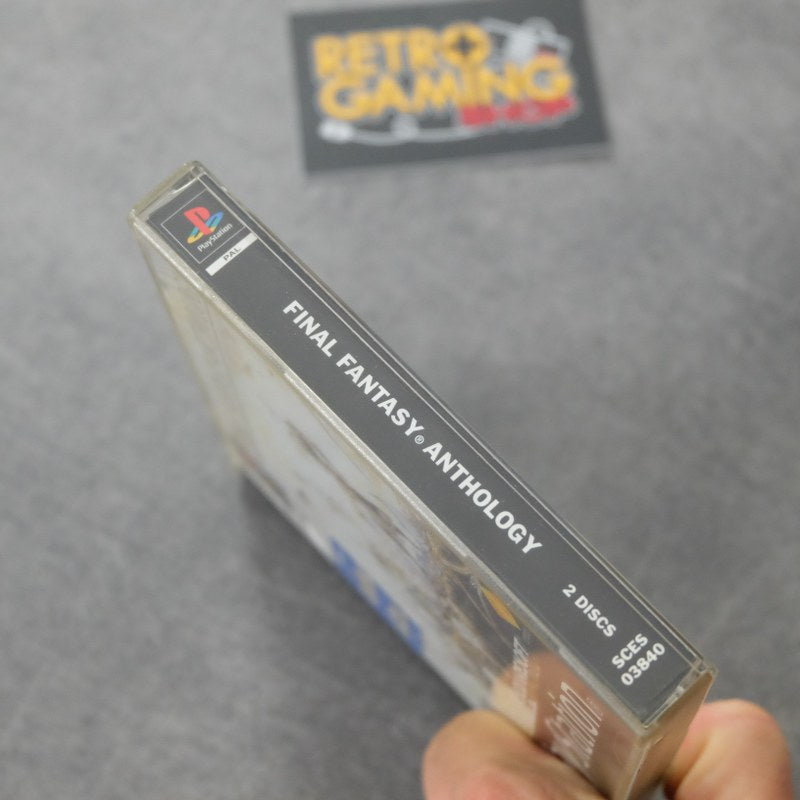 RETRO
GAMING
SHOP
PlayStation
PAL
FINAL FANTASY® ANTHOLOGY
2 DISCS
SCES
03840